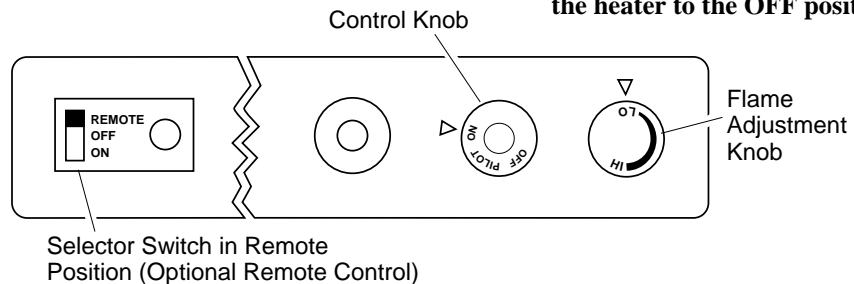 the heater to the OFF posit
Control Knob
REMOTE
OFF
ON
ON
PILOT
OFF
LO
HI
Flame
Adjustment
Knob
Selector Switch in Remote
Position (Optional Remote Control)